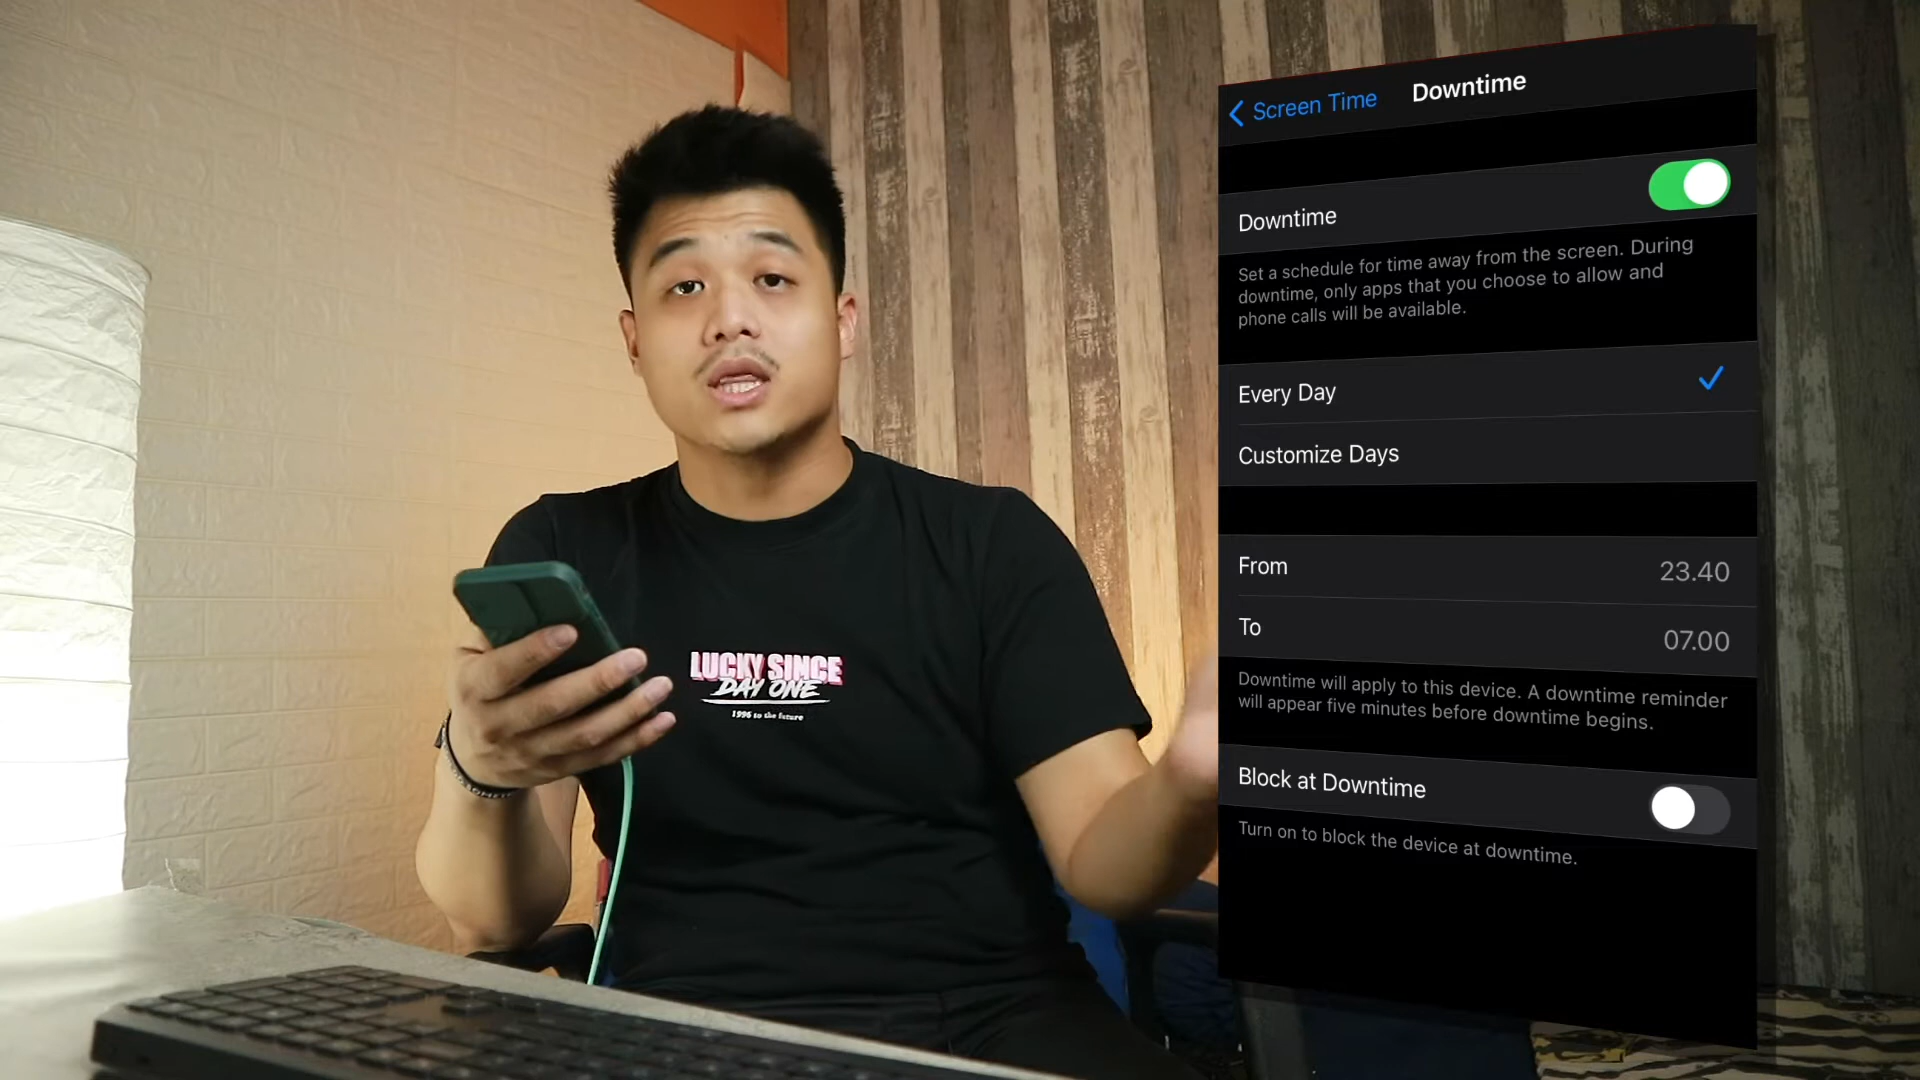 Screen Time
Downtime
Downtime
Set a schedule for time away from the screen. During
downtime, only apps that you choose to allow and
phone calls will be available.
Every Day
Customize Days
From
23.40
To
07.00
Downtime will apply to this device. A downtime reminder
will appear five minutes before downtime begins.
Block at Downtime
Turn on to block the device at downtime.
LUCKY SINCE
DAY ONE
1996 to the future